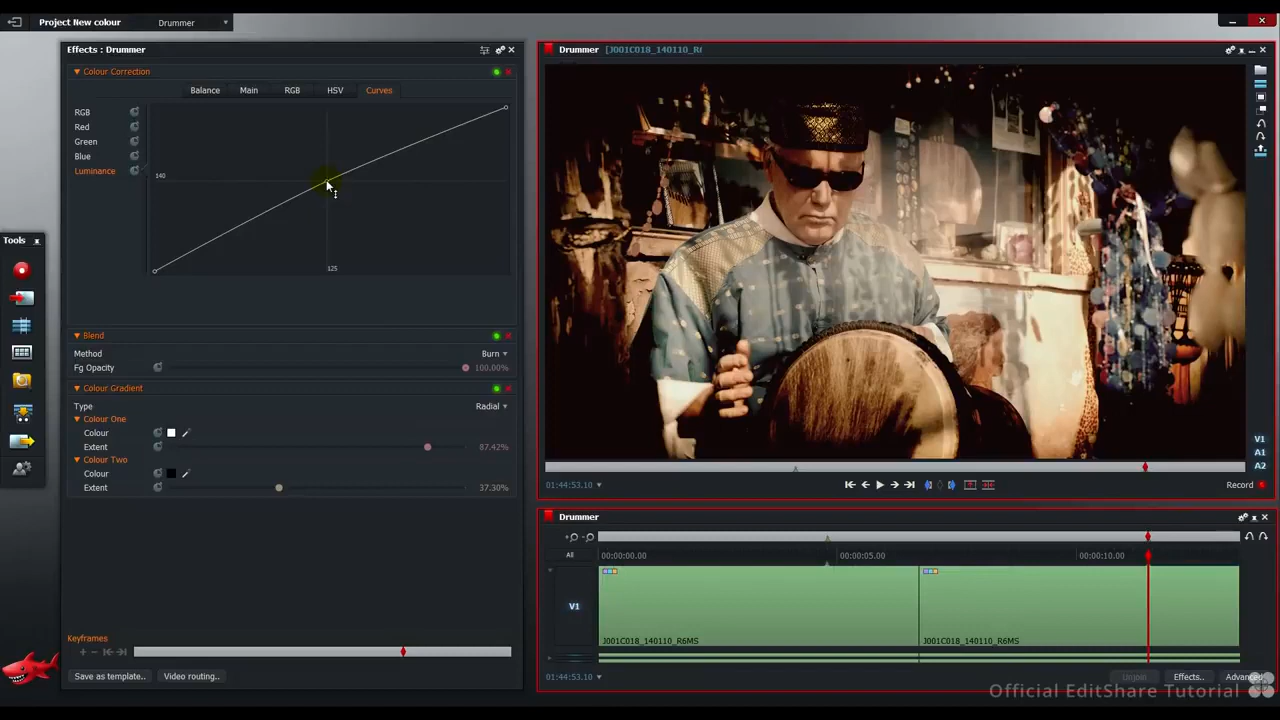 Project New colour
Drummer
Effects : Drummer
Colour Correction
Balance
Main
RGB
HSV
Curves
RGB
Red
Green
Blue
Luminance
140
125
Blend
Method
Burn
Fg Opacity
100.00%
Colour Gradient
Type
Radial
Colour One
Colour
Extent
87.42%
Colour Two
Colour
Extent
37.30%
Keyframes
Save as template..
Video routing..
Tools
Drummer [J001C018_140110_R
V1
A1
A2
01:44:53.10
Record
Drummer
All
00:00:00.00
00:00:05.00
00:00:10.00
V1
J001C018_140110_R6MS
J001C018_140110_R6MS
01:44:53.10
Unjoin
Effects..
Advanced
Official EditShare Tutorial